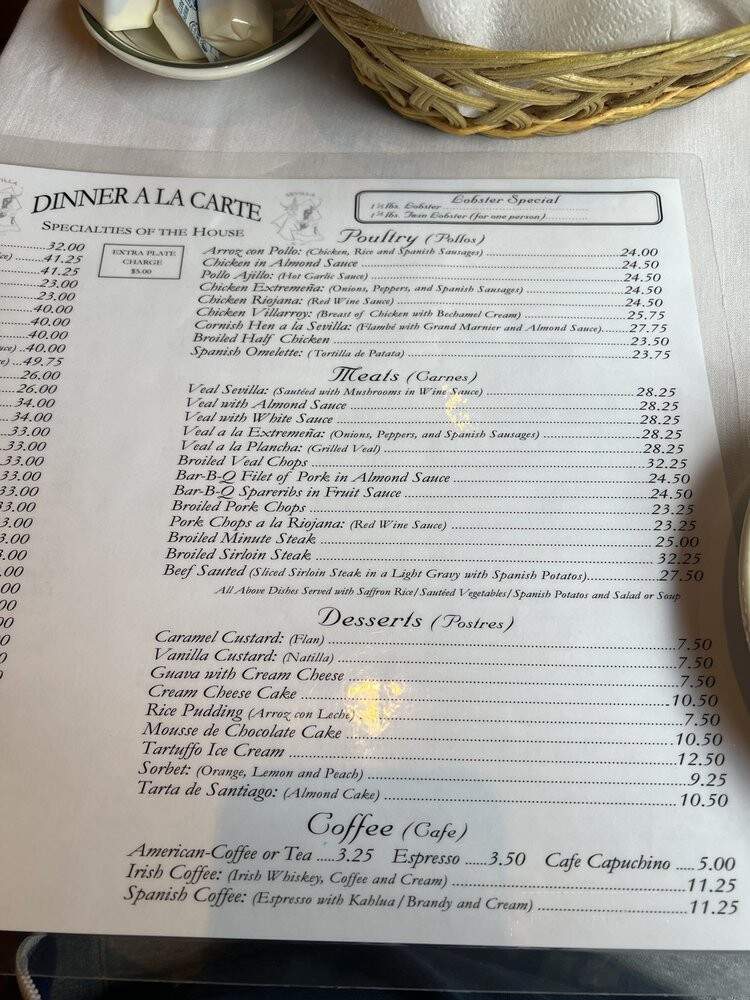 DINNER A LA CARTE
SPECIALTIES OF THE HOUSE
EXTRA PLATE
CHARGE
$5.00
.....32.00
.....41.25
.....41.25
.....23.00
.....23.00
.....40.00
.....40.00
.....40.00
.....49.75
.....26.00
.....26.00
.....34.00
.....34.00
.....33.00
.....33.00
.....33.00
.....33.00
SEVILLA
Lobster Special
1 ½ lbs. Lobster
1 ¼ lbs. Twin Lobster (for one person)
Poultry (Pollos)
Arroz con Pollo: (Chicken, Rice and Spanish Sausages) .....24.00
Chicken in Almond Sauce .....24.50
Pollo Ajillo: (Hot Garlic Sauce) .....24.50
Chicken Extremeña: (Onions, Peppers, and Spanish Sausages) .....24.50
Chicken Riojana: (Red Wine Sauce) .....24.50
Chicken Villarroy: (Breast of Chicken with Bechamel Cream) .....25.75
Cornish Hen a la Sevilla: (Flambé with Grand Marnier and Almond Sauce).....27.75
Broiled Half Chicken .....23.50
Spanish Omelette: (Tortilla de Patata) .....23.75
Meats (Carnes)
Veal Sevilla: (Sautéed with Mushrooms in Wine Sauce) .....28.25
Veal with Almond Sauce .....28.25
Veal with White Sauce .....28.25
Veal a la Extremeña: (Onions, Peppers, and Spanish Sausages) .....28.25
Veal a la Plancha: (Grilled Veal) .....28.25
Broiled Veal Chops .....32.25
Bar-B-Q Filet of Pork in Almond Sauce .....24.50
Bar-B-Q Spareribs in Fruit Sauce .....24.50
Broiled Pork Chops .....23.25
Pork Chops a la Riojana: (Red Wine Sauce) .....23.25
Broiled Minute Steak .....25.00
Broiled Sirloin Steak .....32.25
Beef Sauted (Sliced Sirloin Steak in a Light Gravy with Spanish Potatos).....27.50
All Above Dishes Served with Saffron Rice/Sautéed Vegetables/Spanish Potatos and Salad or Soup
Desserts (Postres)
Caramel Custard: (Flan) .....7.50
Vanilla Custard: (Natilla) .....7.50
Guava with Cream Cheese .....7.50
Cream Cheese Cake .....10.50
Rice Pudding (Arroz con Leche) .....7.50
Mousse de Chocolate Cake .....10.50
Tartuffo Ice Cream .....12.50
Sorbet: (Orange, Lemon and Peach) .....9.25
Tarta de Santiago: (Almond Cake) .....10.50
Coffee (Cafe)
American-Coffee or Tea .....3.25 Espresso .....3.50 Cafe Capuchino .....5.00
Irish Coffee: (Irish Whiskey, Coffee and Cream) .....11.25
Spanish Coffee: (Espresso with Kahlua/Brandy and Cream) .....11.25